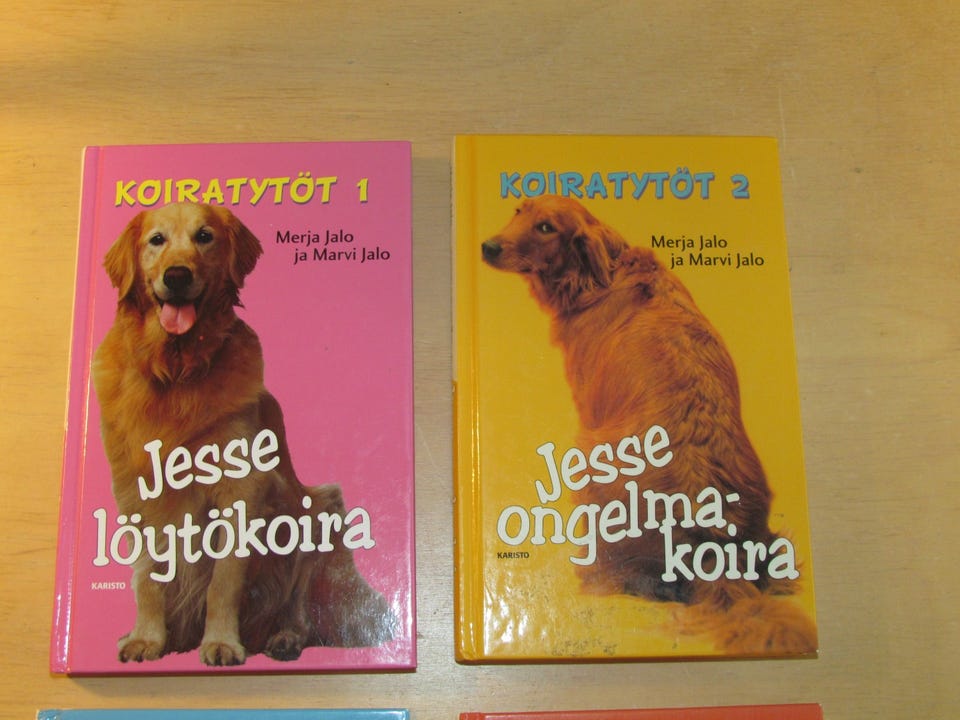 KOIRATYTÖT 1
Merja Jalo
ja Marvi Jalo
Jesse
löytökoira
KARISTO
KOIRATYTÖT 2
Merja Jalo
ja Marvi Jalo
Jesse
ongelma-
koira
KARISTO